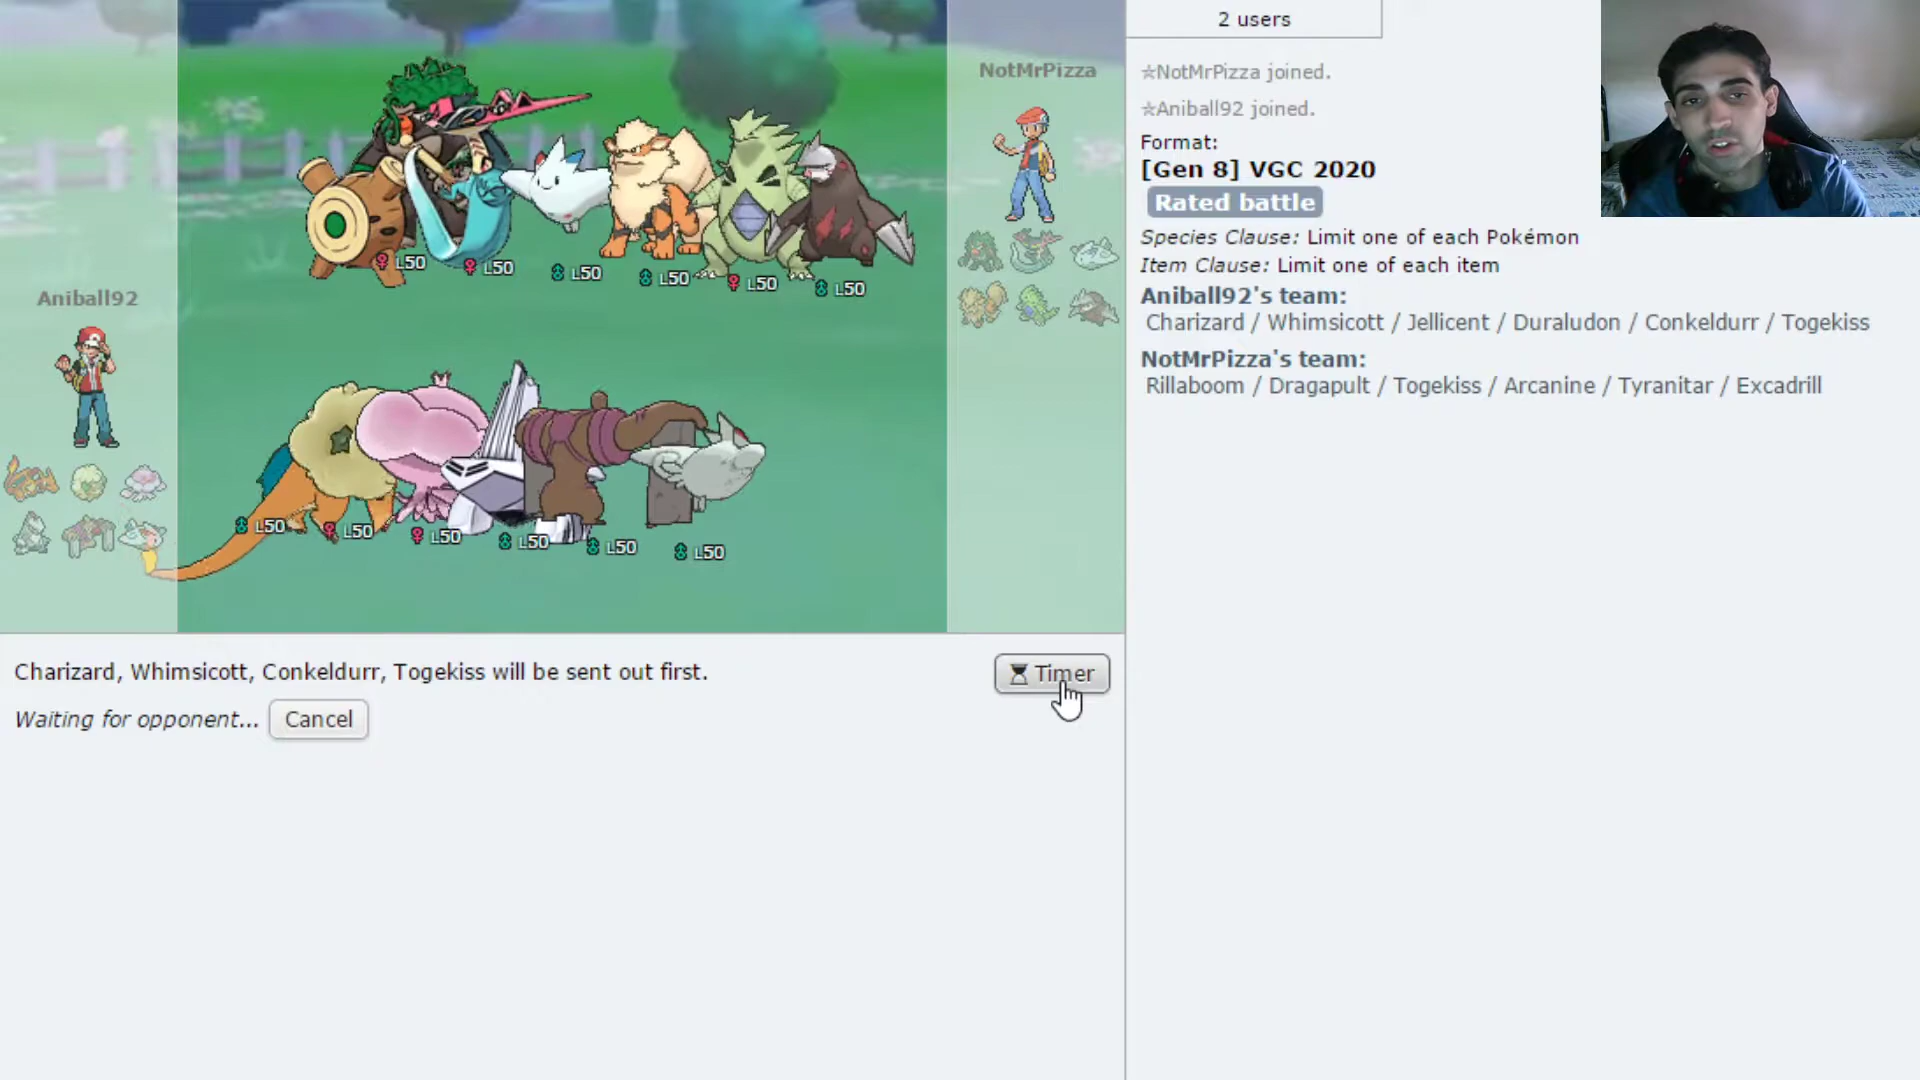 2 users
NotMrPizza
☆NotMrPizza joined.
☆Aniball92 joined.
Format:
[Gen 8] VGC 2020
Rated battle
Species Clause: Limit one of each Pokémon
Item Clause: Limit one of each item
Aniball92's team:
Charizard / Whimsicott / Jellicent / Duraludon / Conkeldurr / Togekiss
NotMrPizza's team:
Rillaboom / Dragapult / Togekiss / Arcanine / Tyranitar / Excadrill
L50 L50 L50 L50 L50 L50
Aniball92
L50 L50 L50 L50 L50 L50
Charizard, Whimsicott, Conkeldurr, Togekiss will be sent out first.
Timer
Waiting for opponent... Cancel